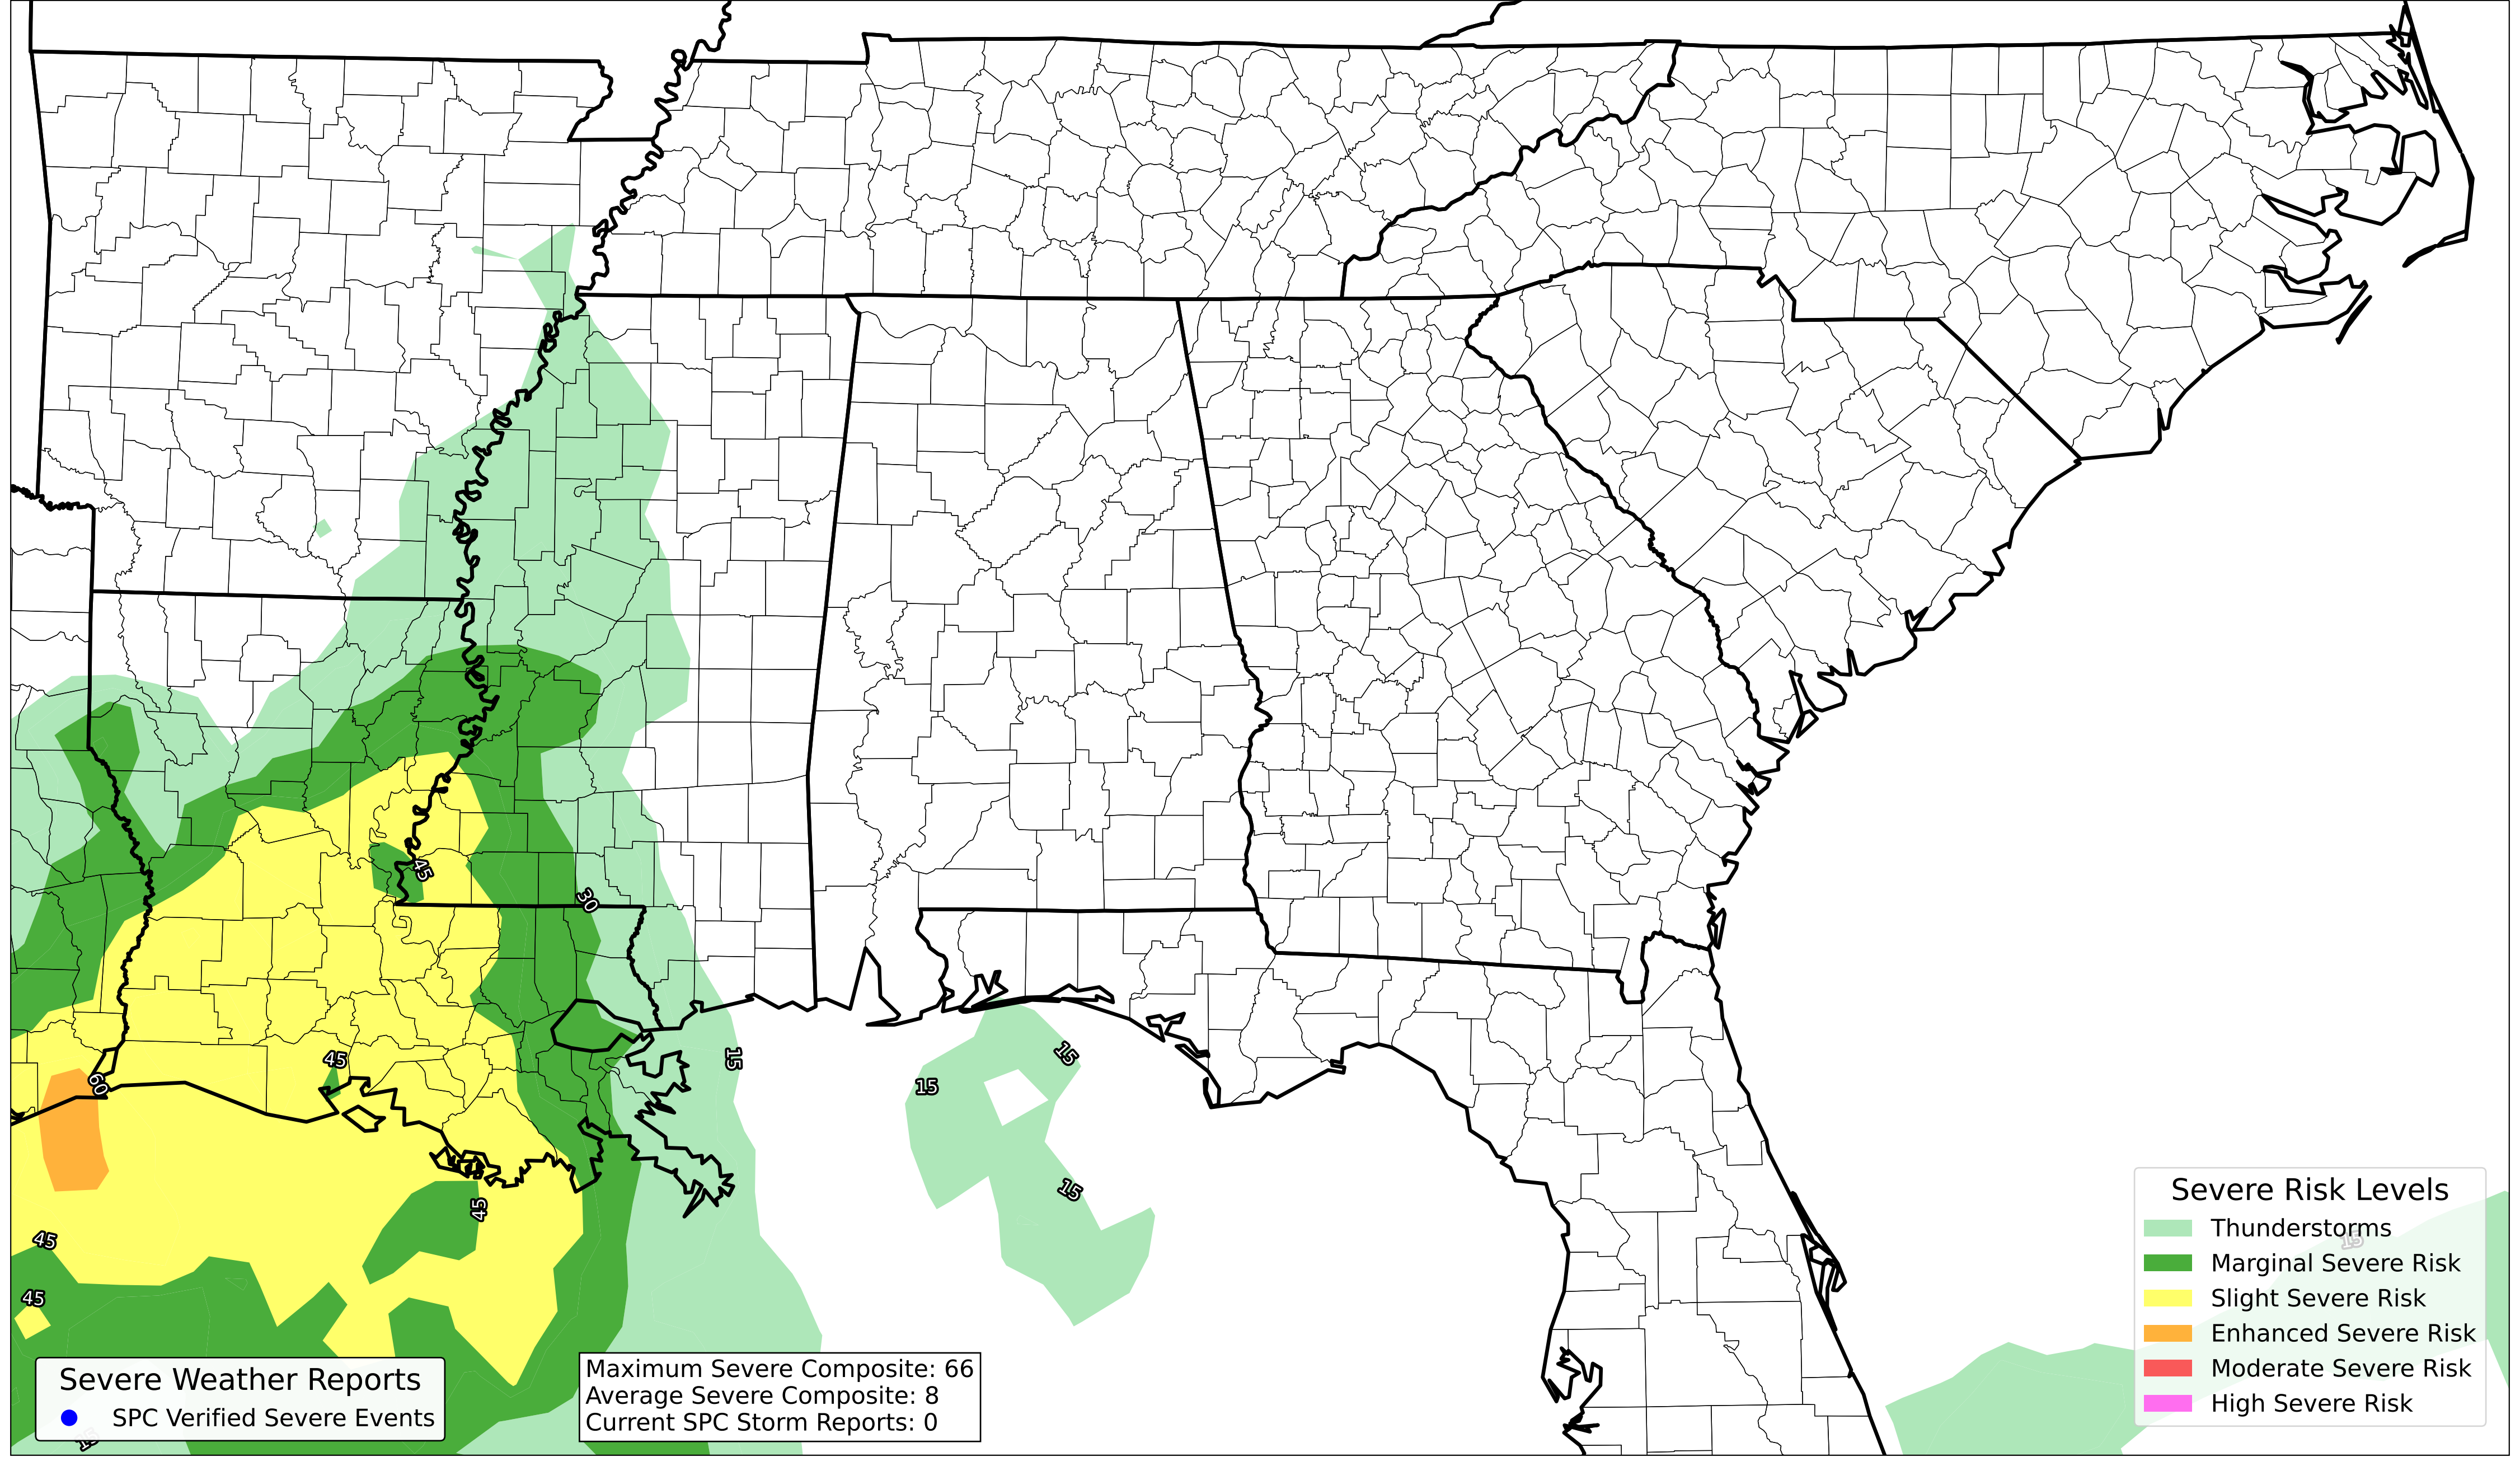 45
30
45
60
15
15
15
15
45
45
45
15
15
Severe Risk Levels
Thunderstorms
Marginal Severe Risk
Slight Severe Risk
Enhanced Severe Risk
Moderate Severe Risk
High Severe Risk
Severe Weather Reports
SPC Verified Severe Events
Maximum Severe Composite: 66
Average Severe Composite: 8
Current SPC Storm Reports: 0